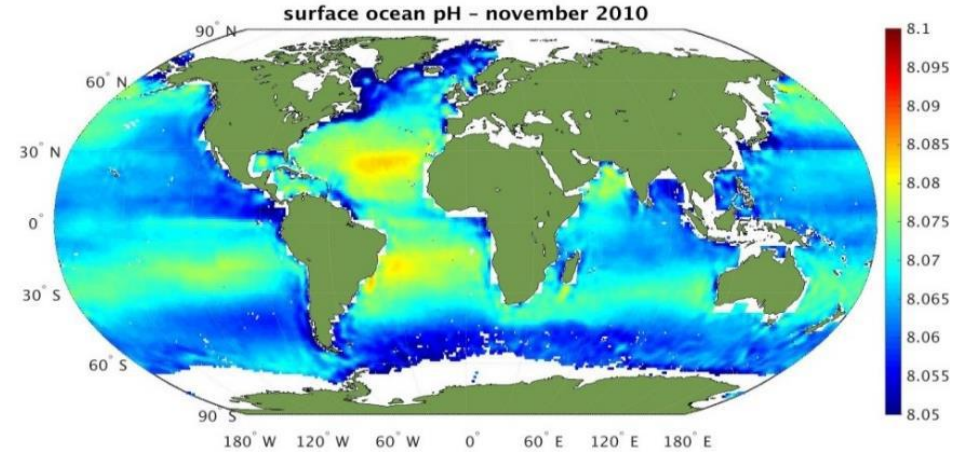 surface ocean pH – november 2010
90° N
60° N
30° N
0°
30° S
60° S
90° S
180° W 120° W 60° W 0° 60° E 120° E 180° E
8.1
8.095
8.09
8.085
8.08
8.075
8.07
8.065
8.06
8.055
8.05